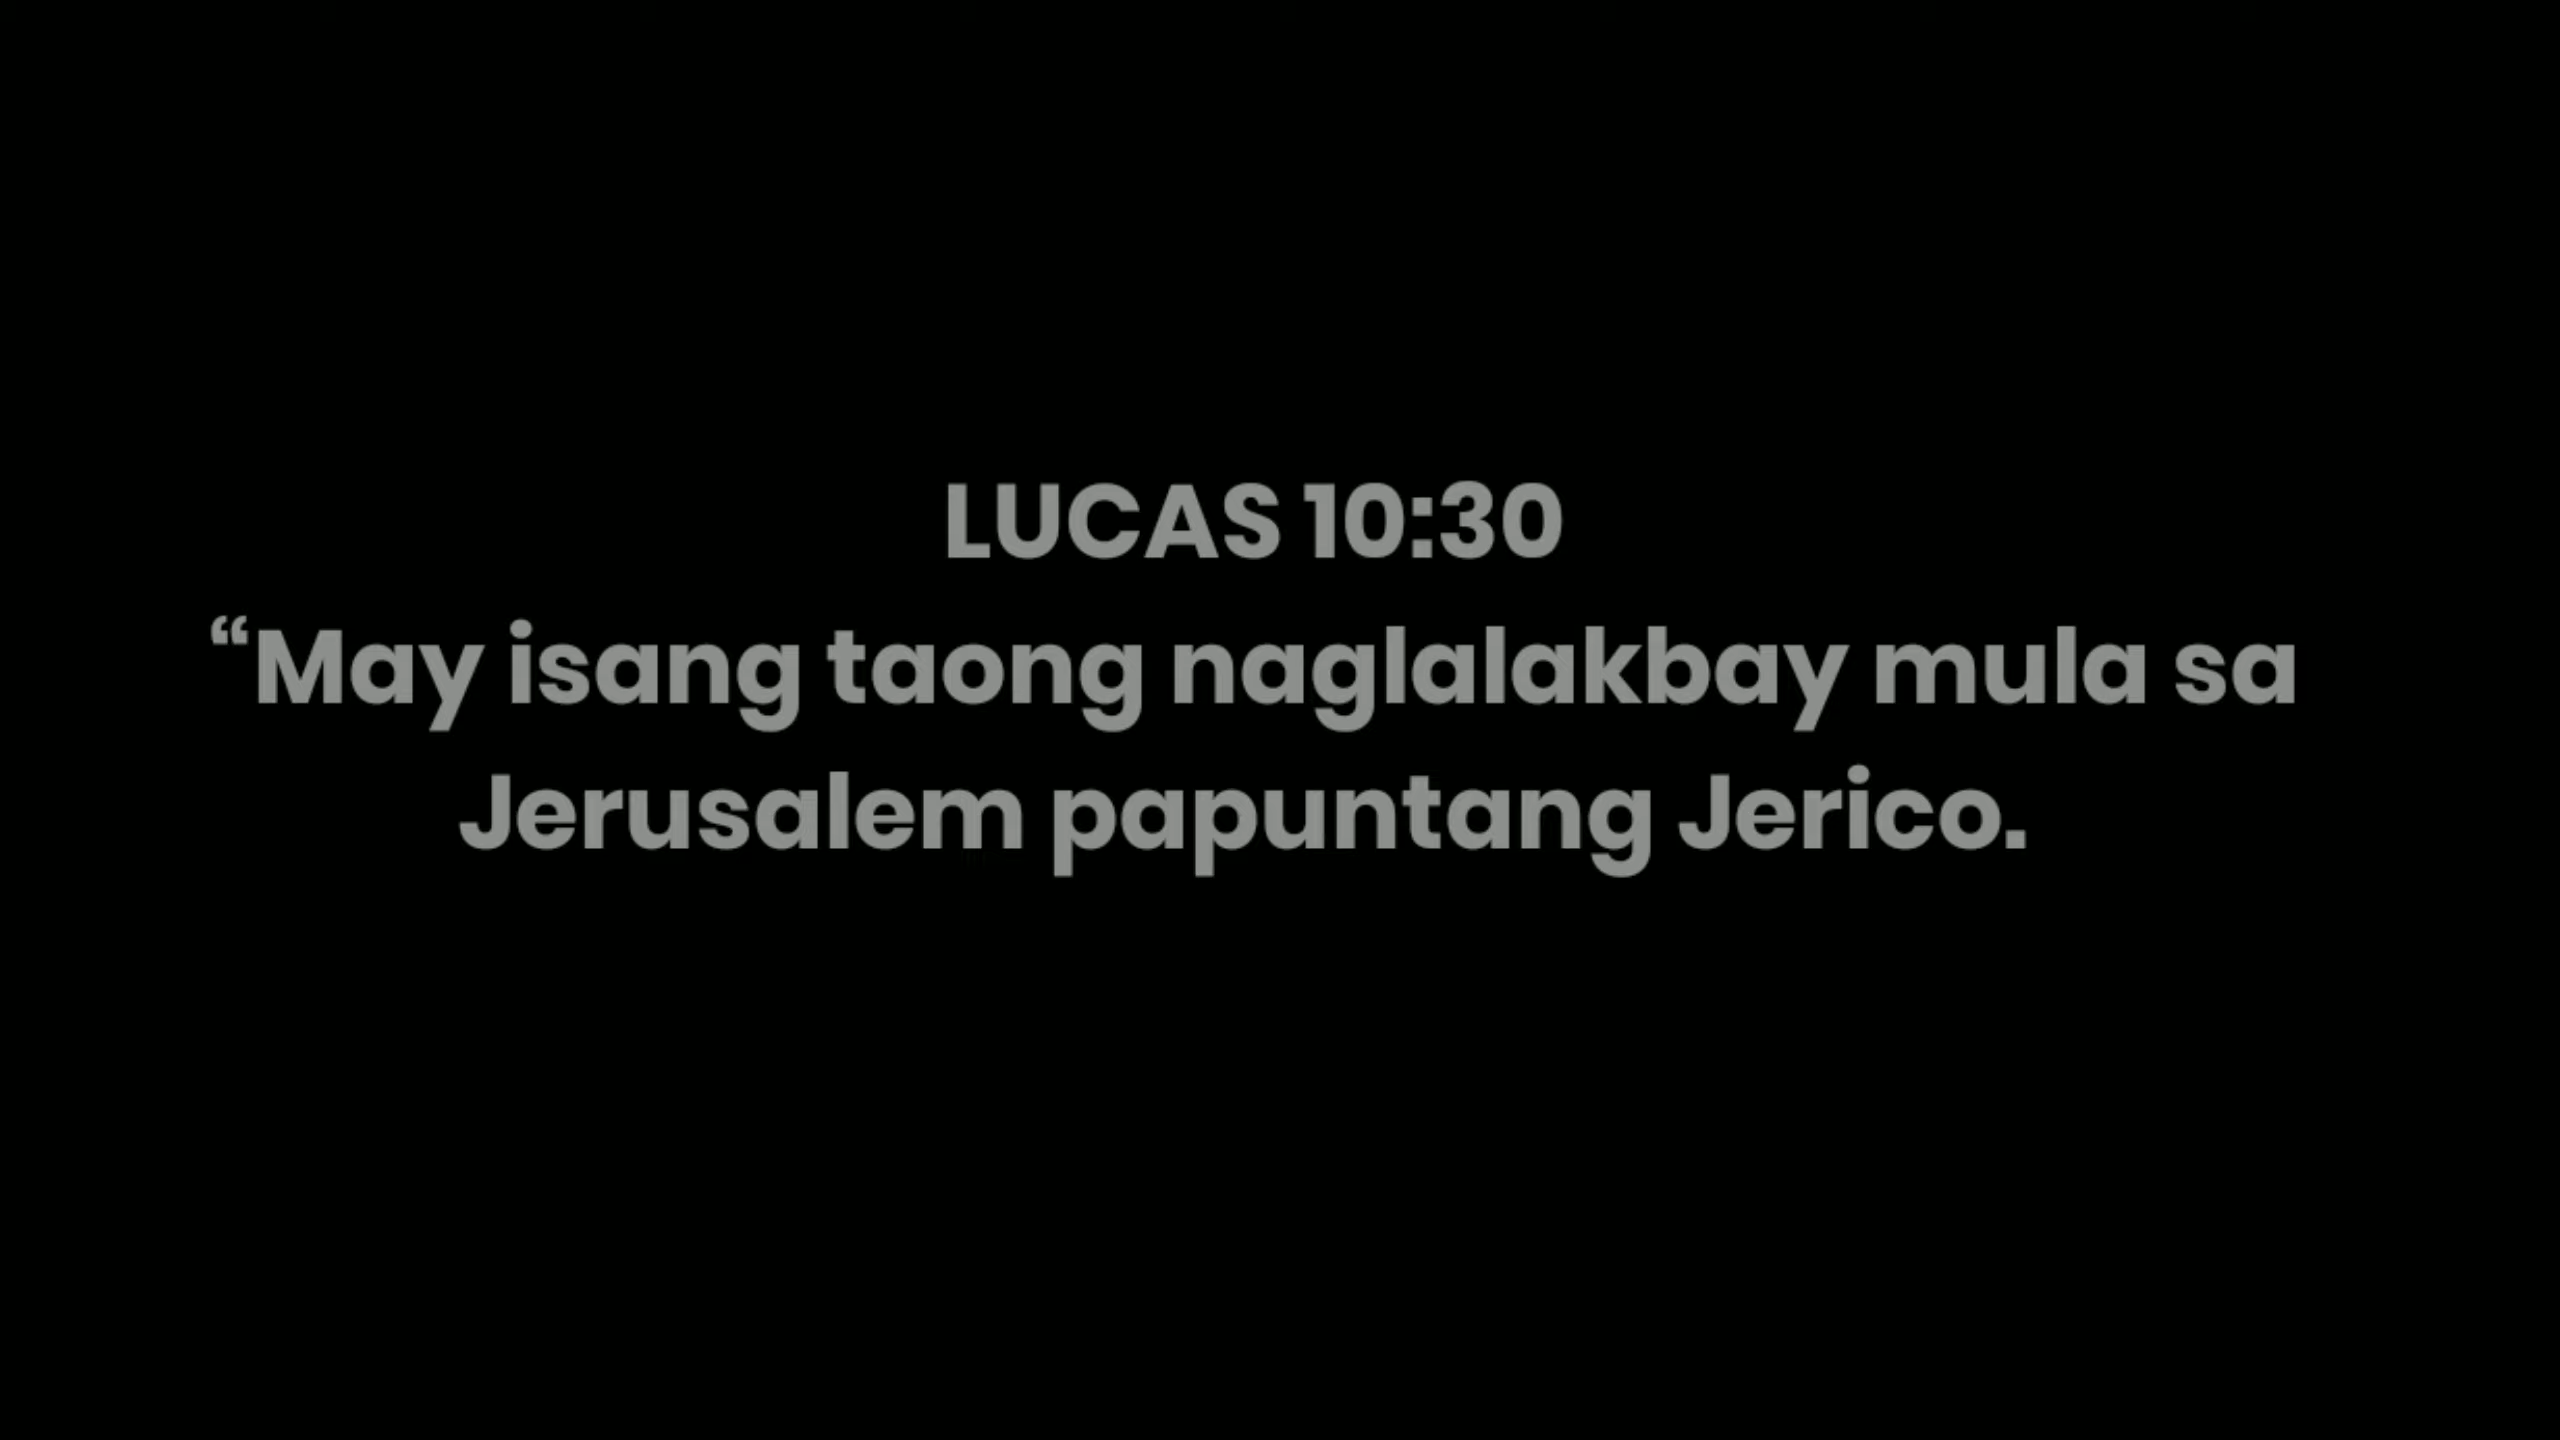 LUCAS 10:30
“May isang taong naglalakbay mula sa
Jerusalem papuntang Jerico.